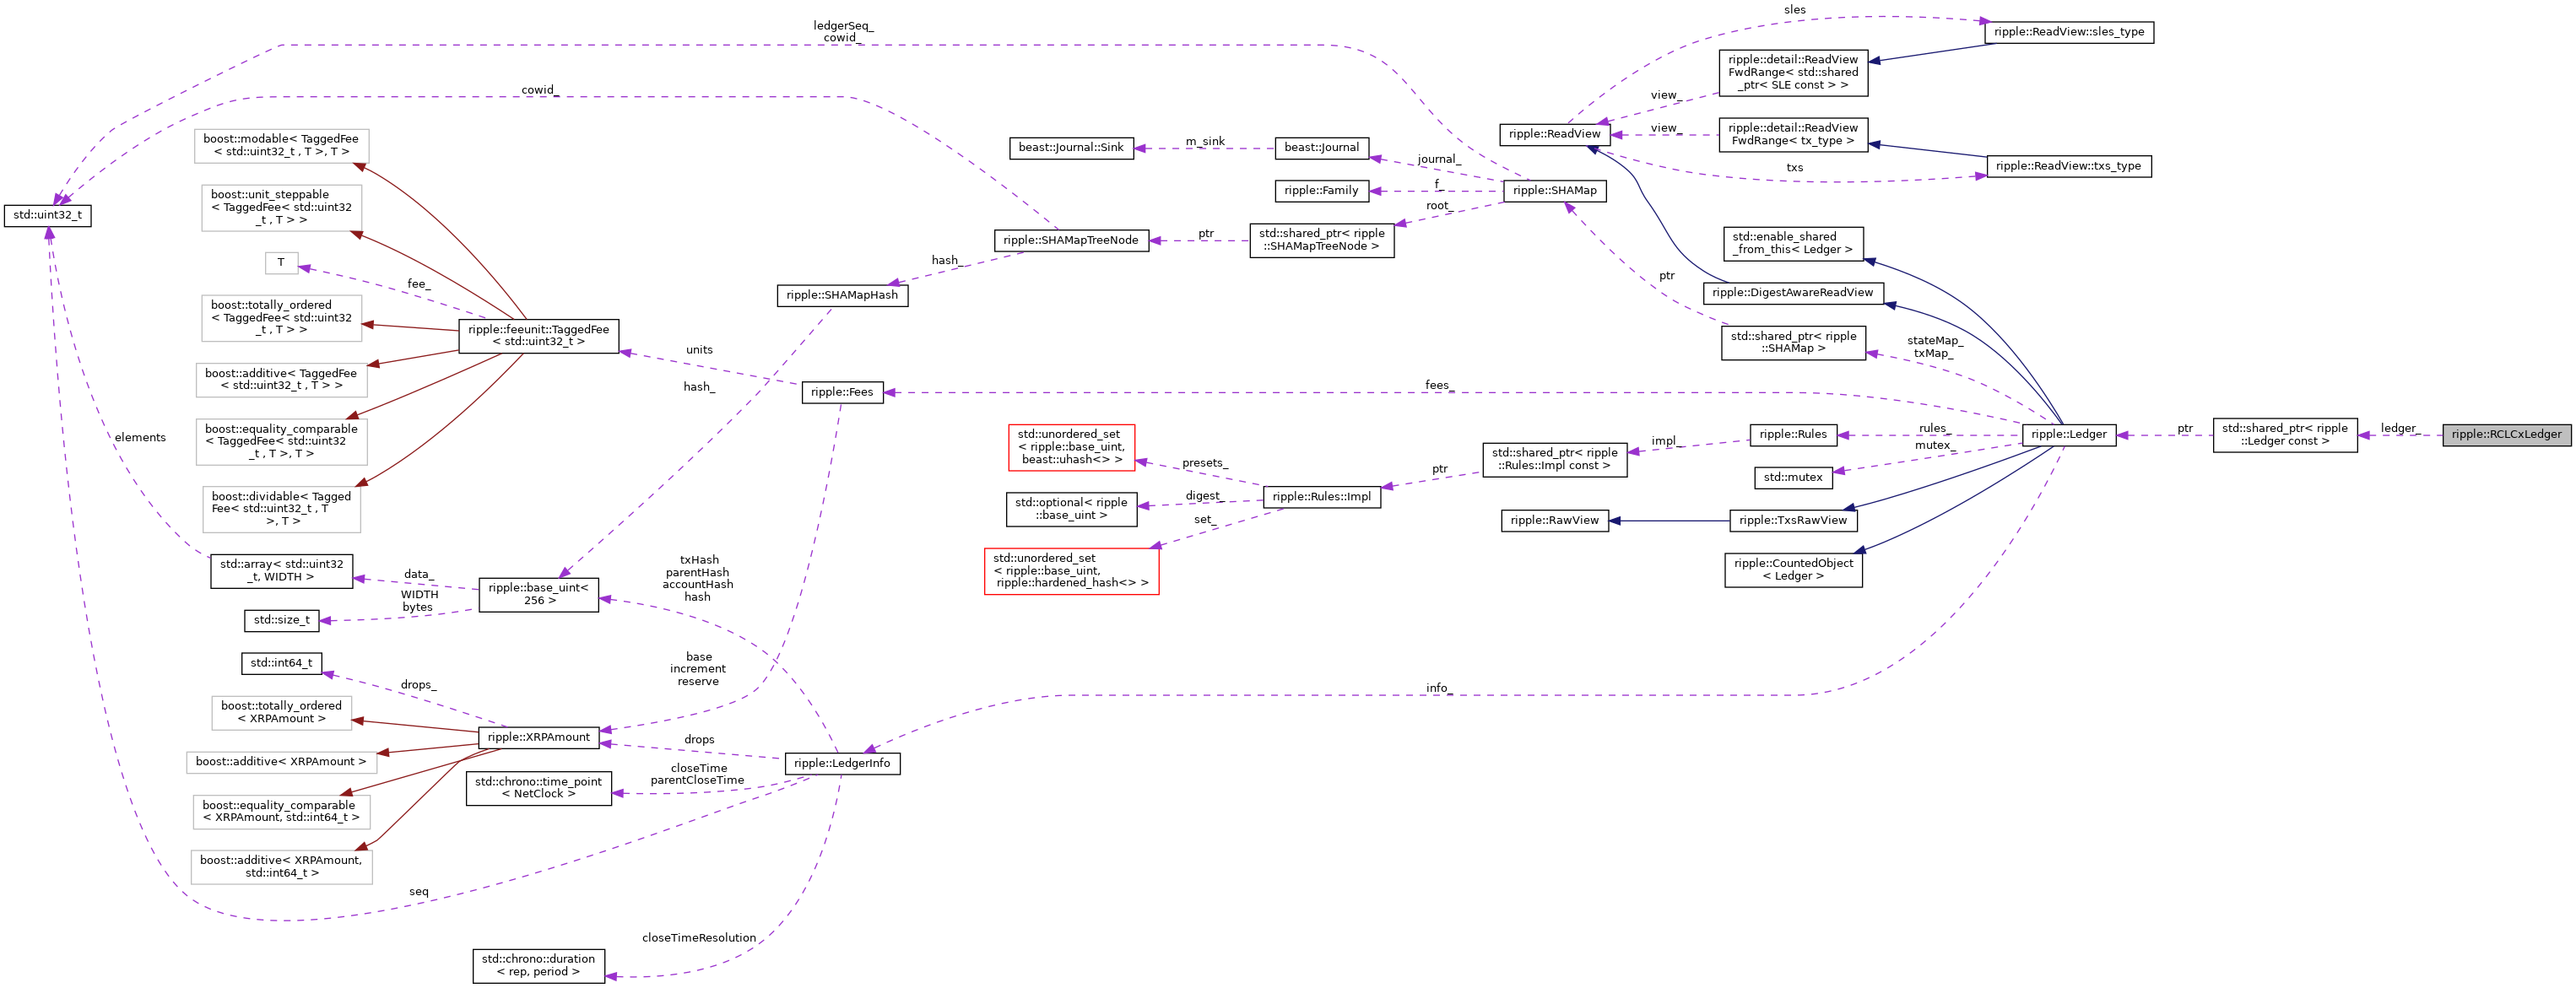 sles
ledgerSeq_
cowid_
ripple::ReadView::sles_type
ripple::detail::ReadView
FwdRange< std::shared
_ptr< SLE const > >
view_
cowid_
ripple::ReadView
view_
ripple::detail::ReadView
FwdRange< tx_type >
txs
ripple::ReadView::txs_type
boost::modable< TaggedFee
< std::uint32_t , T >, T >
beast::Journal::Sink
m_sink
beast::Journal
journal_
ripple::Family
f_
ripple::SHAMap
root_
boost::unit_steppable
< TaggedFee< std::uint32
_t , T > >
std::uint32_t
ripple::SHAMapTreeNode
ptr
std::shared_ptr< ripple
::SHAMapTreeNode >
std::enable_shared
_from_this< Ledger >
T
fee_
hash_
ptr
ripple::SHAMapHash
ripple::DigestAwareReadView
boost::totally_ordered
< TaggedFee< std::uint32
_t , T > >
ripple::feeunit::TaggedFee
< std::uint32_t >
units
std::shared_ptr< ripple
::SHAMap >
stateMap_
txMap_
boost::additive< TaggedFee
< std::uint32_t , T > >
hash_
ripple::Fees
fees_
boost::equality_comparable
< TaggedFee< std::uint32
_t , T >, T >
elements
std::unordered_set
< ripple::base_uint,
beast::uhash<> >
presets_
impl_
ripple::Rules
rules_
mutex_
ripple::Ledger
ptr
std::shared_ptr< ripple
::Ledger const >
ledger_
ripple::RCLCxLedger
std::shared_ptr< ripple
::Rules::Impl const >
ptr
std::mutex
boost::dividable< Tagged
Fee< std::uint32_t , T
>, T >
std::optional< ripple
::base_uint >
digest_
ripple::Rules::Impl
set_
ripple::RawView
ripple::TxsRawView
std::unordered_set
< ripple::base_uint,
ripple::hardened_hash<> >
ripple::CountedObject
< Ledger >
std::array< std::uint32
_t, WIDTH >
data_
WIDTH
bytes
ripple::base_uint<
256 >
txHash
parentHash
accountHash
hash
std::size_t
std::int64_t
drops_
base
increment
reserve
info_
boost::totally_ordered
< XRPAmount >
ripple::XRPAmount
drops
boost::additive< XRPAmount >
ripple::LedgerInfo
std::chrono::time_point
< NetClock >
closeTime
parentCloseTime
boost::equality_comparable
< XRPAmount, std::int64_t >
boost::additive< XRPAmount,
std::int64_t >
seq
closeTimeResolution
std::chrono::duration
< rep, period >